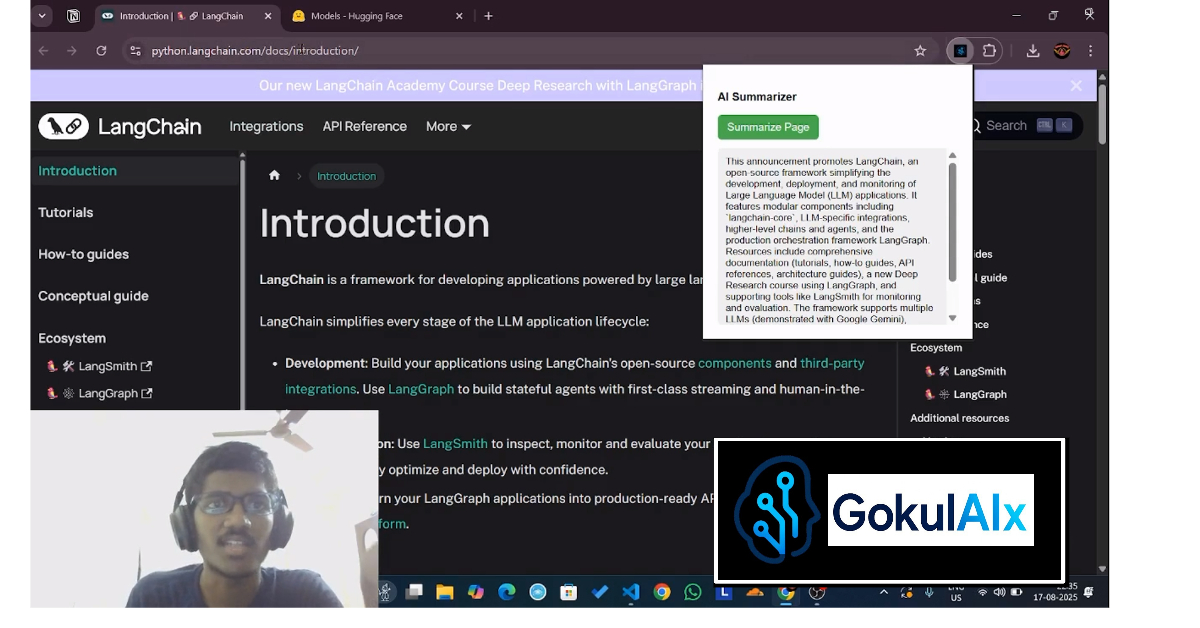 Introduction | LangChain
Models - Hugging Face
python.langchain.com/docs/introduction/
Our new LangChain Academy Course Deep Research with LangGraph
LangChain
Integrations
API Reference
More
Search
Introduction
Tutorials
How-to guides
Conceptual guide
Ecosystem
LangSmith
LangGraph
Introduction
Introduction
LangChain is a framework for developing applications powered by large
LangChain simplifies every stage of the LLM application lifecycle:
Development: Build your applications using LangChain's open-source components and third-party
integrations. Use LangGraph to build stateful agents with first-class streaming and human-in-the-
Use LangSmith to inspect, monitor and evaluate your
optimize and deploy with confidence.
your LangGraph applications into production-ready
AI Summarizer
Summarize Page
This announcement promotes LangChain, an
open-source framework simplifying the
development, deployment, and monitoring of
Large Language Model (LLM) applications. It
features modular components including
`langchain-core`, LLM-specific integrations,
higher-level chains and agents, and the
production orchestration framework LangGraph.
Resources include comprehensive
documentation (tutorials, how-to guides, API
references, architecture guides), a new Deep
Research course using LangGraph, and
supporting tools like LangSmith for monitoring
and evaluation. The framework supports multiple
LLMs (demonstrated with Google Gemini),
guide
Ecosystem
LangSmith
LangGraph
Additional resources
GokulAIx
US
17-08-2025